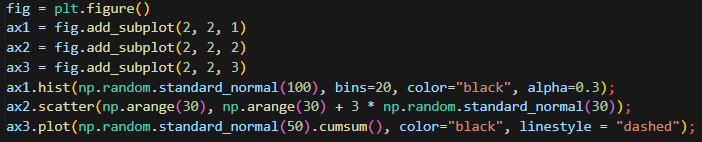 fig = plt.figure()
ax1 = fig.add_subplot(2, 2, 1)
ax2 = fig.add_subplot(2, 2, 2)
ax3 = fig.add_subplot(2, 2, 3)
ax1.hist(np.random.standard_normal(100), bins=20, color="black", alpha=0.3);
ax2.scatter(np.arange(30), np.arange(30) + 3 * np.random.standard_normal(30));
ax3.plot(np.random.standard_normal(50).cumsum(), color="black", linestyle = "dashed");